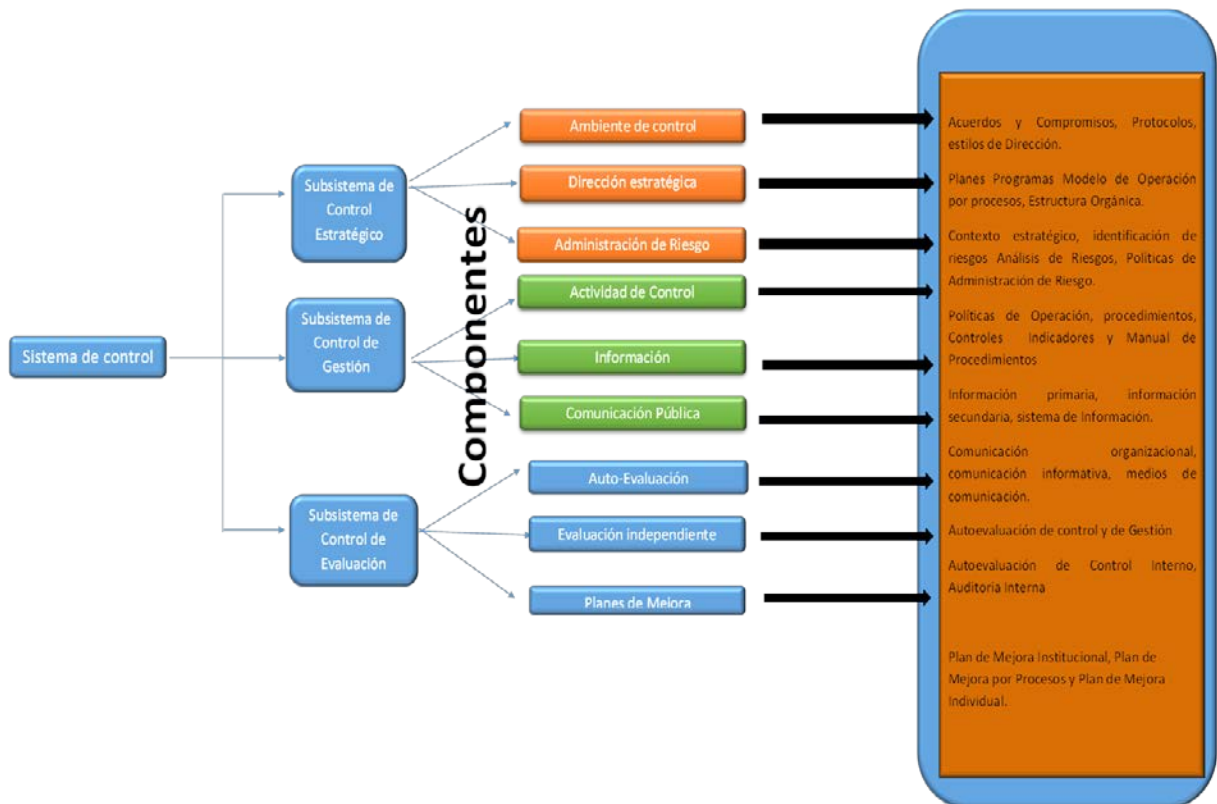 Sistema de control
Subsistema de
Control
Estratégico
Subsistema de
Control de
Gestión
Subsistema de
Control de
Evaluación
Componentes
Ambiente de control
Dirección estratégica
Administración de Riesgo
Actividad de Control
Información
Comunicación Pública
Auto-Evaluación
Evaluación independiente
Planes de Mejora
Acuerdos y Compromisos, Protocolos,
estilos de Dirección.
Planes Programas Modelo de Operación
por procesos, Estructura Orgánica.
Contexto estratégico, identificación de
riesgos Análisis de Riesgos, Políticas de
Administración de Riesgo.
Políticas de Operación, procedimientos,
Controles Indicadores y Manual de
Procedimientos
Información primaria, información
secundaria, sistema de Información.
Comunicación organizacional,
comunicación informativa, medios de
comunicación.
Autoevaluación de control y de Gestión
Autoevaluación de Control Interno,
Auditoria Interna
Plan de Mejora Institucional, Plan de
Mejora por Procesos y Plan de Mejora
Individual.